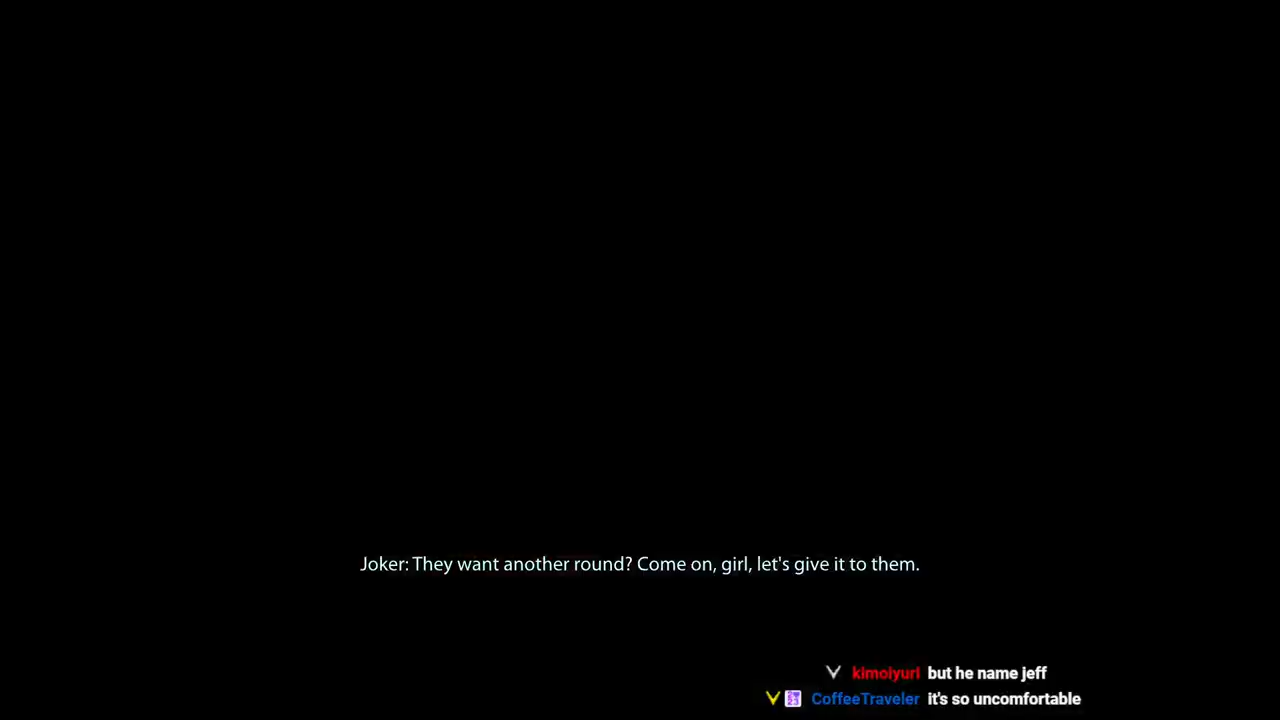 Joker: They want another round? Come on, girl, let's give it to them.
kimoiyuri but he name jeff
CoffeeTraveler it's so uncomfortable